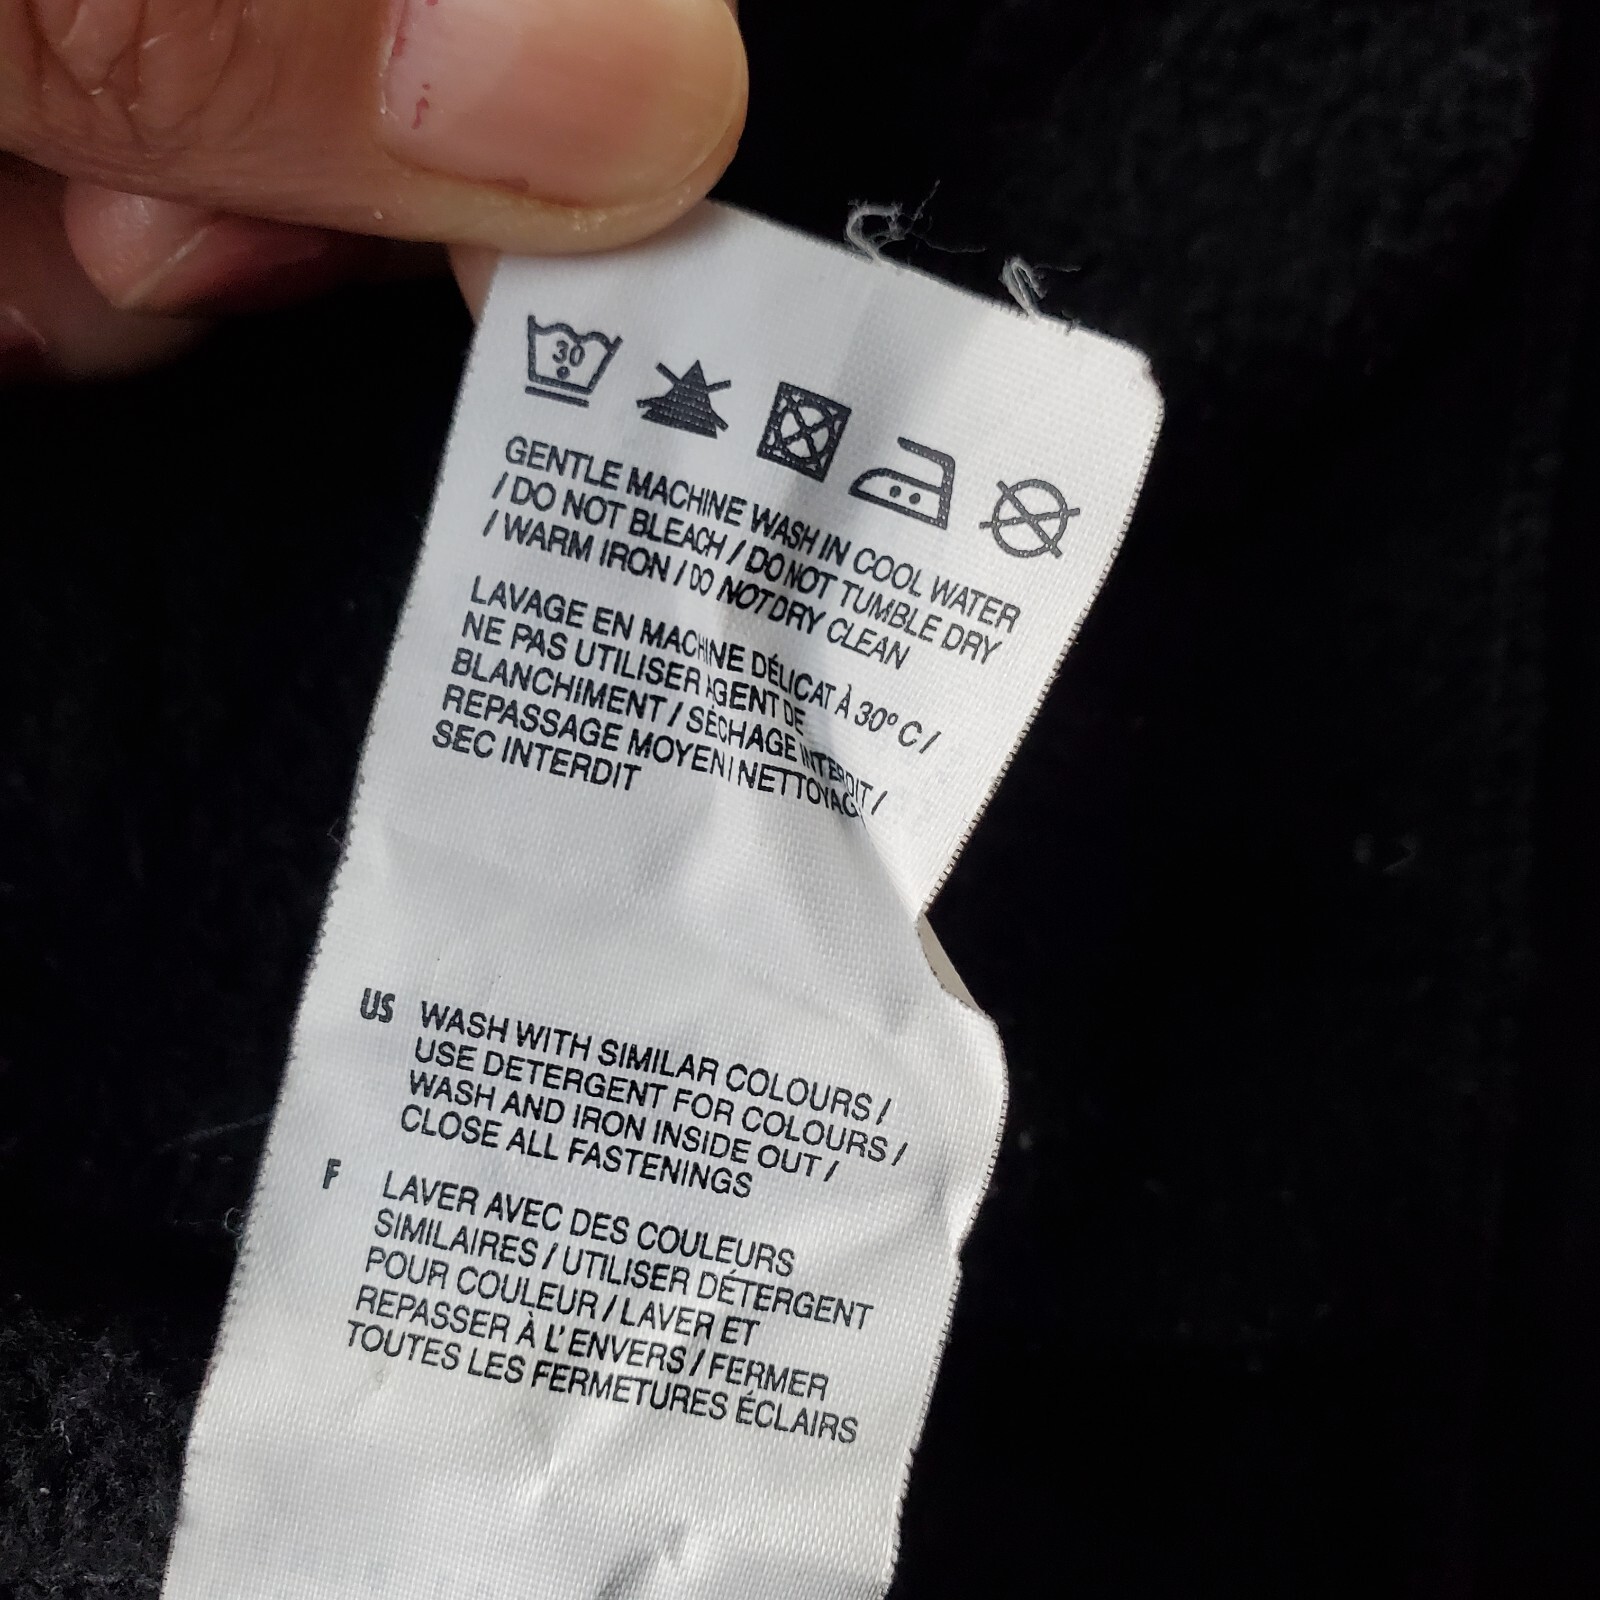 30
GENTLE MACHINE WASH IN COOL WATER
/ DO NOT BLEACH / DO NOT TUMBLE DRY
/ WARM IRON / DO NOT DRY CLEAN
LAVAGE EN MACHINE DÉLICAT À 30° C /
NE PAS UTILISER AGENT DE
BLANCHIMENT / SÉCHAGE INTERDIT /
REPASSAGE MOYEN / NETTOYAGE
SEC INTERDIT
US WASH WITH SIMILAR COLOURS /
USE DETERGENT FOR COLOURS /
WASH AND IRON INSIDE OUT /
CLOSE ALL FASTENINGS
F LAVER AVEC DES COULEURS
SIMILAIRES / UTILISER DÉTERGENT
POUR COULEUR / LAVER ET
REPASSER À L'ENVERS / FERMER
TOUTES LES FERMETURES ÉCLAIRS